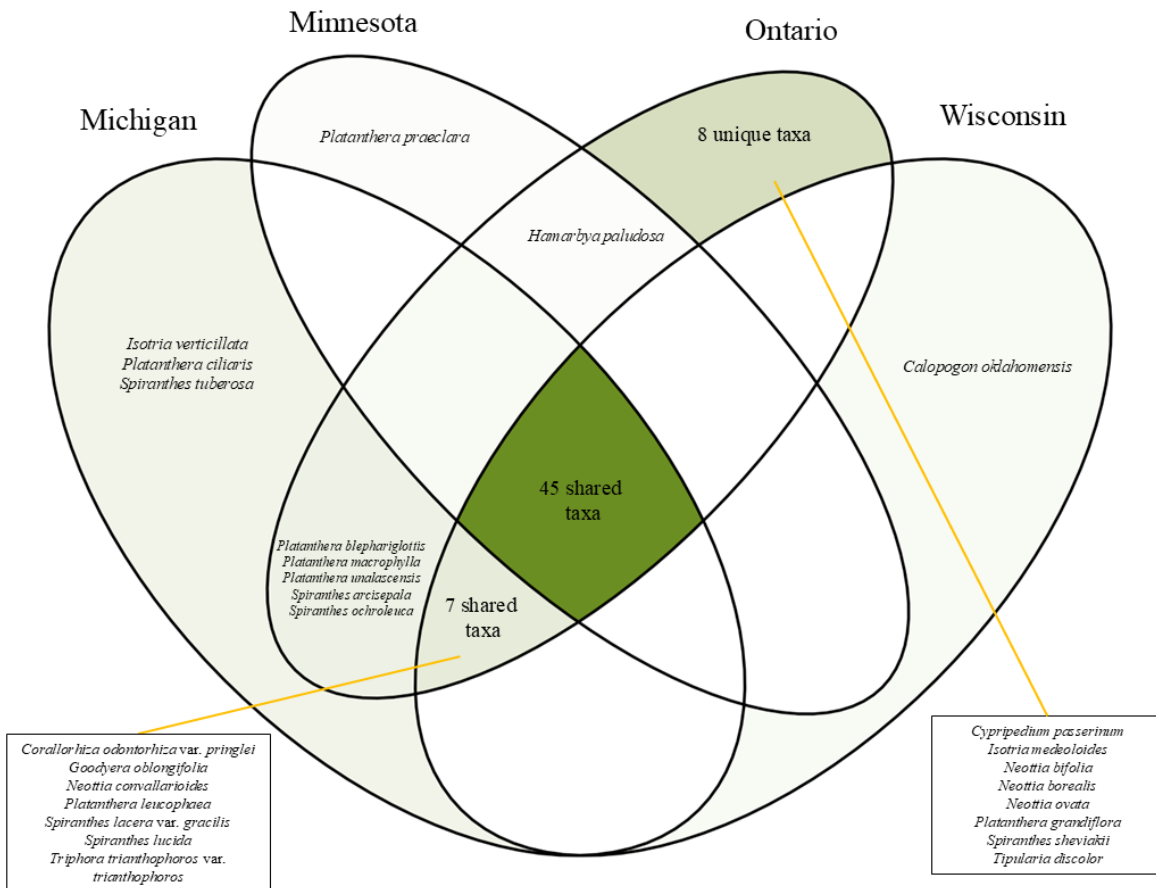 Minnesota
Ontario
Michigan
Wisconsin
Platanthera praeclara
8 unique taxa
Hamarbya paludosa
Isotria verticillata
Platanthera ciliaris
Spiranthes tuberosa
Calopogon oklahomensis
45 shared
taxa
Platanthera blephariglottis
Platanthera macrophylla
Platanthera unalascensis
Spiranthes arcisepala
Spiranthes ochroleuca
7 shared
taxa
Corallorhiza odontorhiza var. pringlei
Goodyera oblongifolia
Neottia convallarioides
Platanthera leucophaea
Spiranthes lacera var. gracilis
Spiranthes lucida
Triphora trianthophoros var.
trianthophoros
Cypripedium passerinum
Isotria medeoloides
Neottia bifolia
Neottia borealis
Neottia ovata
Platanthera grandiflora
Spiranthes sheviakii
Tipularia discolor